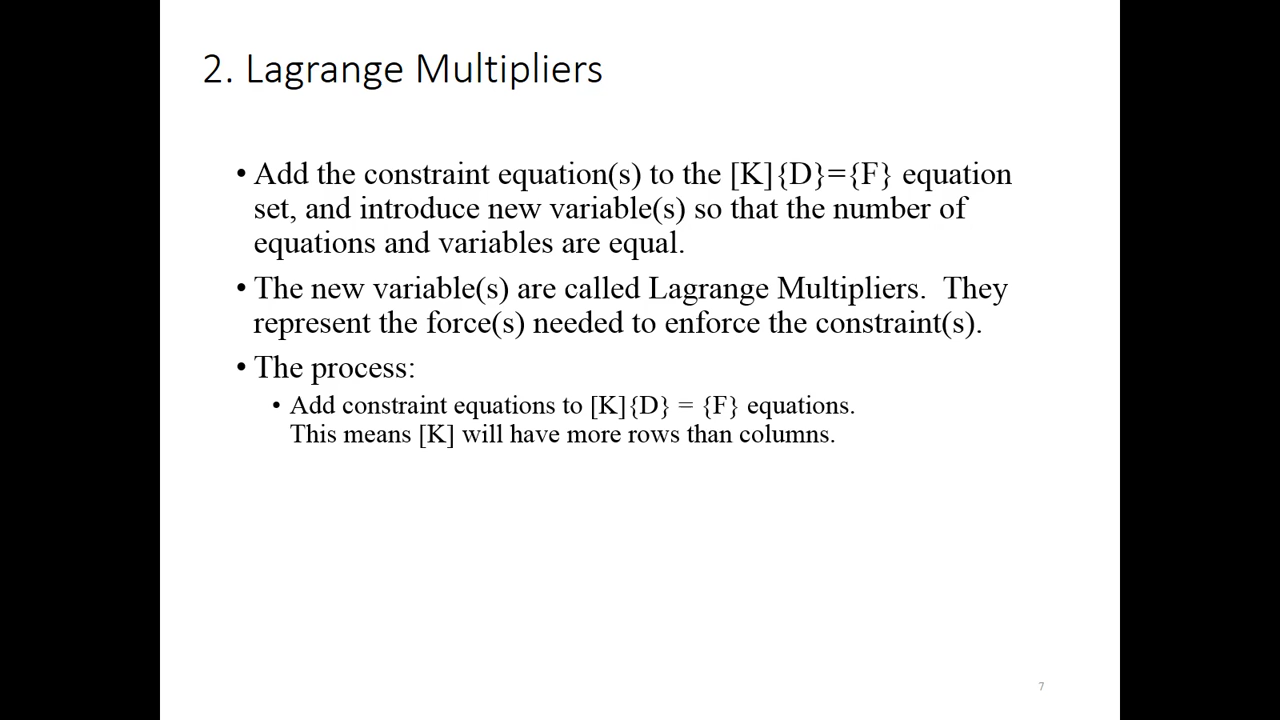 2. Lagrange Multipliers
• Add the constraint equation(s) to the [K]{D}={F} equation
set, and introduce new variable(s) so that the number of
equations and variables are equal.
• The new variable(s) are called Lagrange Multipliers.  They
represent the force(s) needed to enforce the constraint(s).
• The process:
• Add constraint equations to [K]{D} = {F} equations.
This means [K] will have more rows than columns.
7